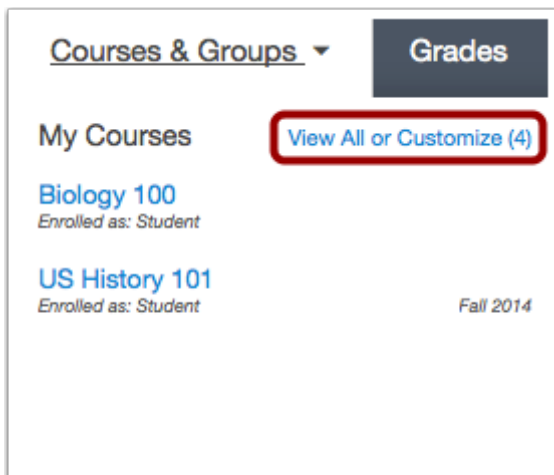 Courses & Groups Grades
My Courses View All or Customize (4)
Biology 100
Enrolled as: Student
US History 101
Enrolled as: Student Fall 2014